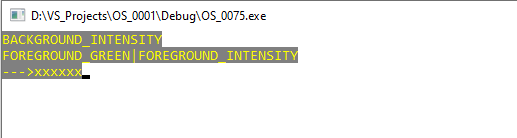 D:\VS_Projects\OS_0001\Debug\OS_0075.exe
BACKGROUND_INTENSITY
FOREGROUND_GREEN|FOREGROUND_INTENSITY
--->xxxxxx